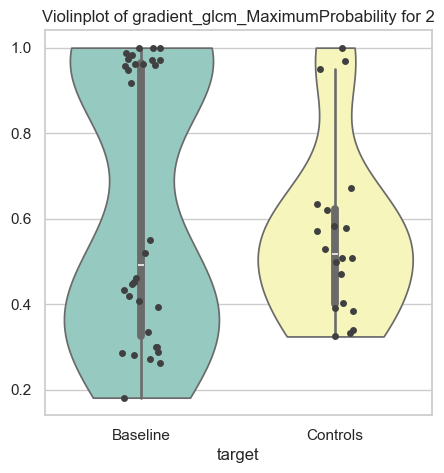 Violinplot of gradient_glcm_MaximumProbability for 2
1.0
0.8
0.6
0.4
0.2
Baseline
Controls
target